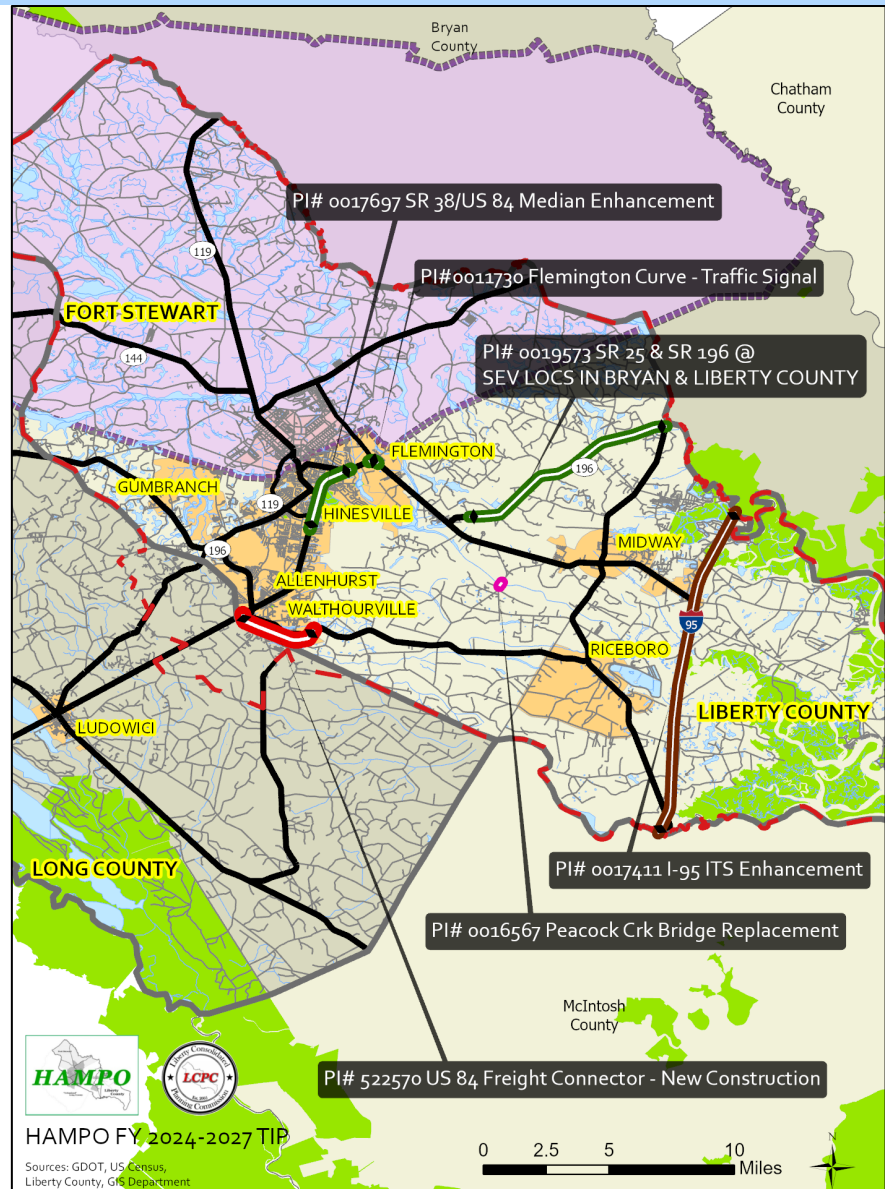 Bryan
County
Chatham
County
PI# 0017697 SR 38/US 84 Median Enhancement
119
PI#0011730 Flemington Curve - Traffic Signal
FORT STEWART
144
PI# 0019573 SR 25 & SR 196 @
SEV LOCS IN BRYAN & LIBERTY COUNTY
FLEMINGTON
196
GUMBRANCH
119
HINESVILLE
196
MIDWAY
ALLENHURST
WALTHOURVILLE
95
RICEBORO
LUDOWICI
LIBERTY COUNTY
LONG COUNTY
PI# 0017411 I-95 ITS Enhancement
PI# 0016567 Peacock Crk Bridge Replacement
McIntosh
County
PI# 522570 US 84 Freight Connector - New Construction
HAMPO
Liberty Consolidated
LCPC
Planning Commission
HAMPO FY 2024-2027 TIP
Sources: GDOT, US Census,
Liberty County, GIS Department
0 2.5 5 10
Miles
N